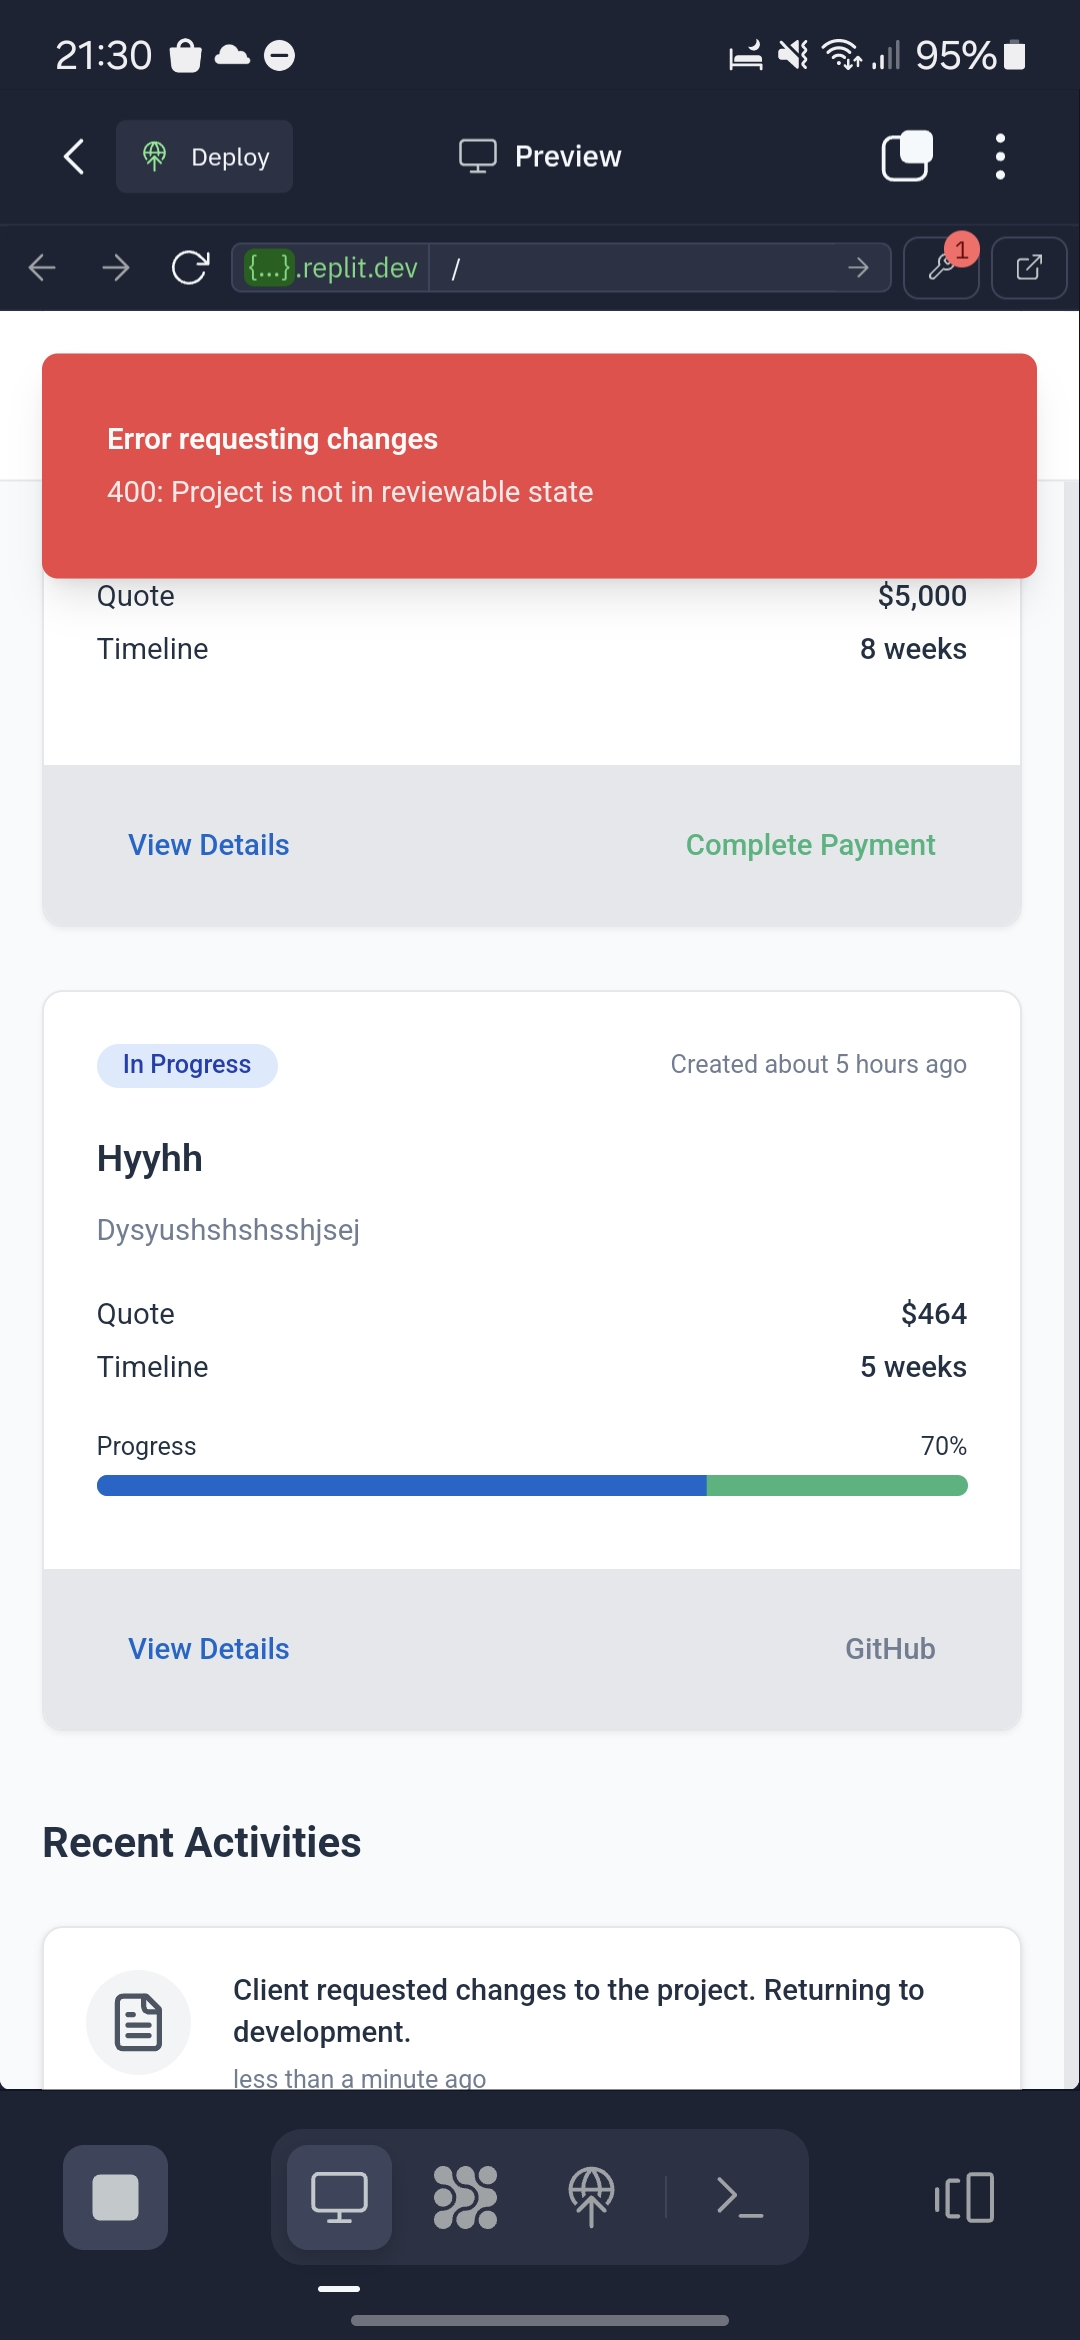 21:30
95%
Deploy
Preview
{...}.replit.dev
/
1
Error requesting changes
400: Project is not in reviewable state
Quote
$5,000
Timeline
8 weeks
View Details
Complete Payment
In Progress
Created about 5 hours ago
Hyyhh
Dysyushshshsshjsej
Quote
$464
Timeline
5 weeks
Progress
70%
View Details
GitHub
Recent Activities
Client requested changes to the project. Returning to
development.
less than a minute ago